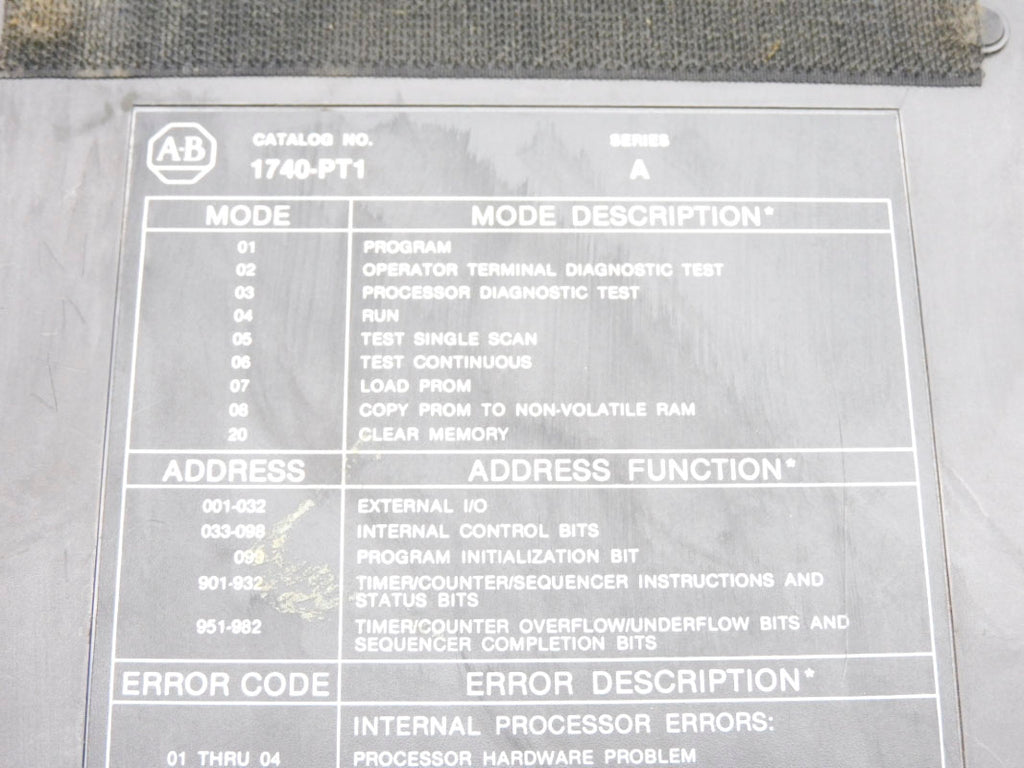 A-B
CATALOG NO. SERIES
1740-PT1 A
MODE MODE DESCRIPTION*
01 PROGRAM
02 OPERATOR TERMINAL DIAGNOSTIC TEST
03 PROCESSOR DIAGNOSTIC TEST
04 RUN
05 TEST SINGLE SCAN
06 TEST CONTINUOUS
07 LOAD PROM
08 COPY PROM TO NON-VOLATILE RAM
20 CLEAR MEMORY
ADDRESS ADDRESS FUNCTION*
001-032 EXTERNAL I/O
033-098 INTERNAL CONTROL BITS
099 PROGRAM INITIALIZATION BIT
901-932 TIMER/COUNTER/SEQUENCER INSTRUCTIONS AND
STATUS BITS
951-982 TIMER/COUNTER OVERFLOW/UNDERFLOW BITS AND
SEQUENCER COMPLETION BITS
ERROR CODE ERROR DESCRIPTION*
INTERNAL PROCESSOR ERRORS:
01 THRU 04 PROCESSOR HARDWARE PROBLEM